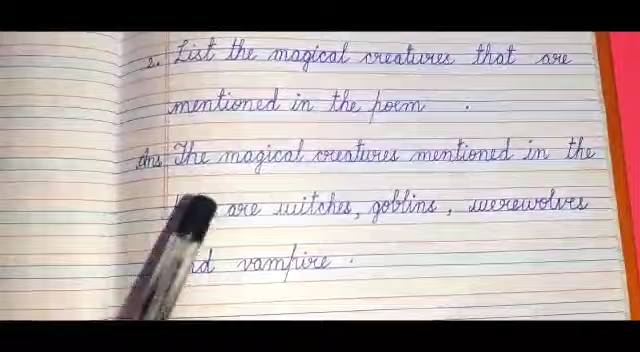 2. List the magical creatures that are
mentioned in the poem .
Ans The magical creatures mentioned in the
are witches, goblins, werewolves
vampire .